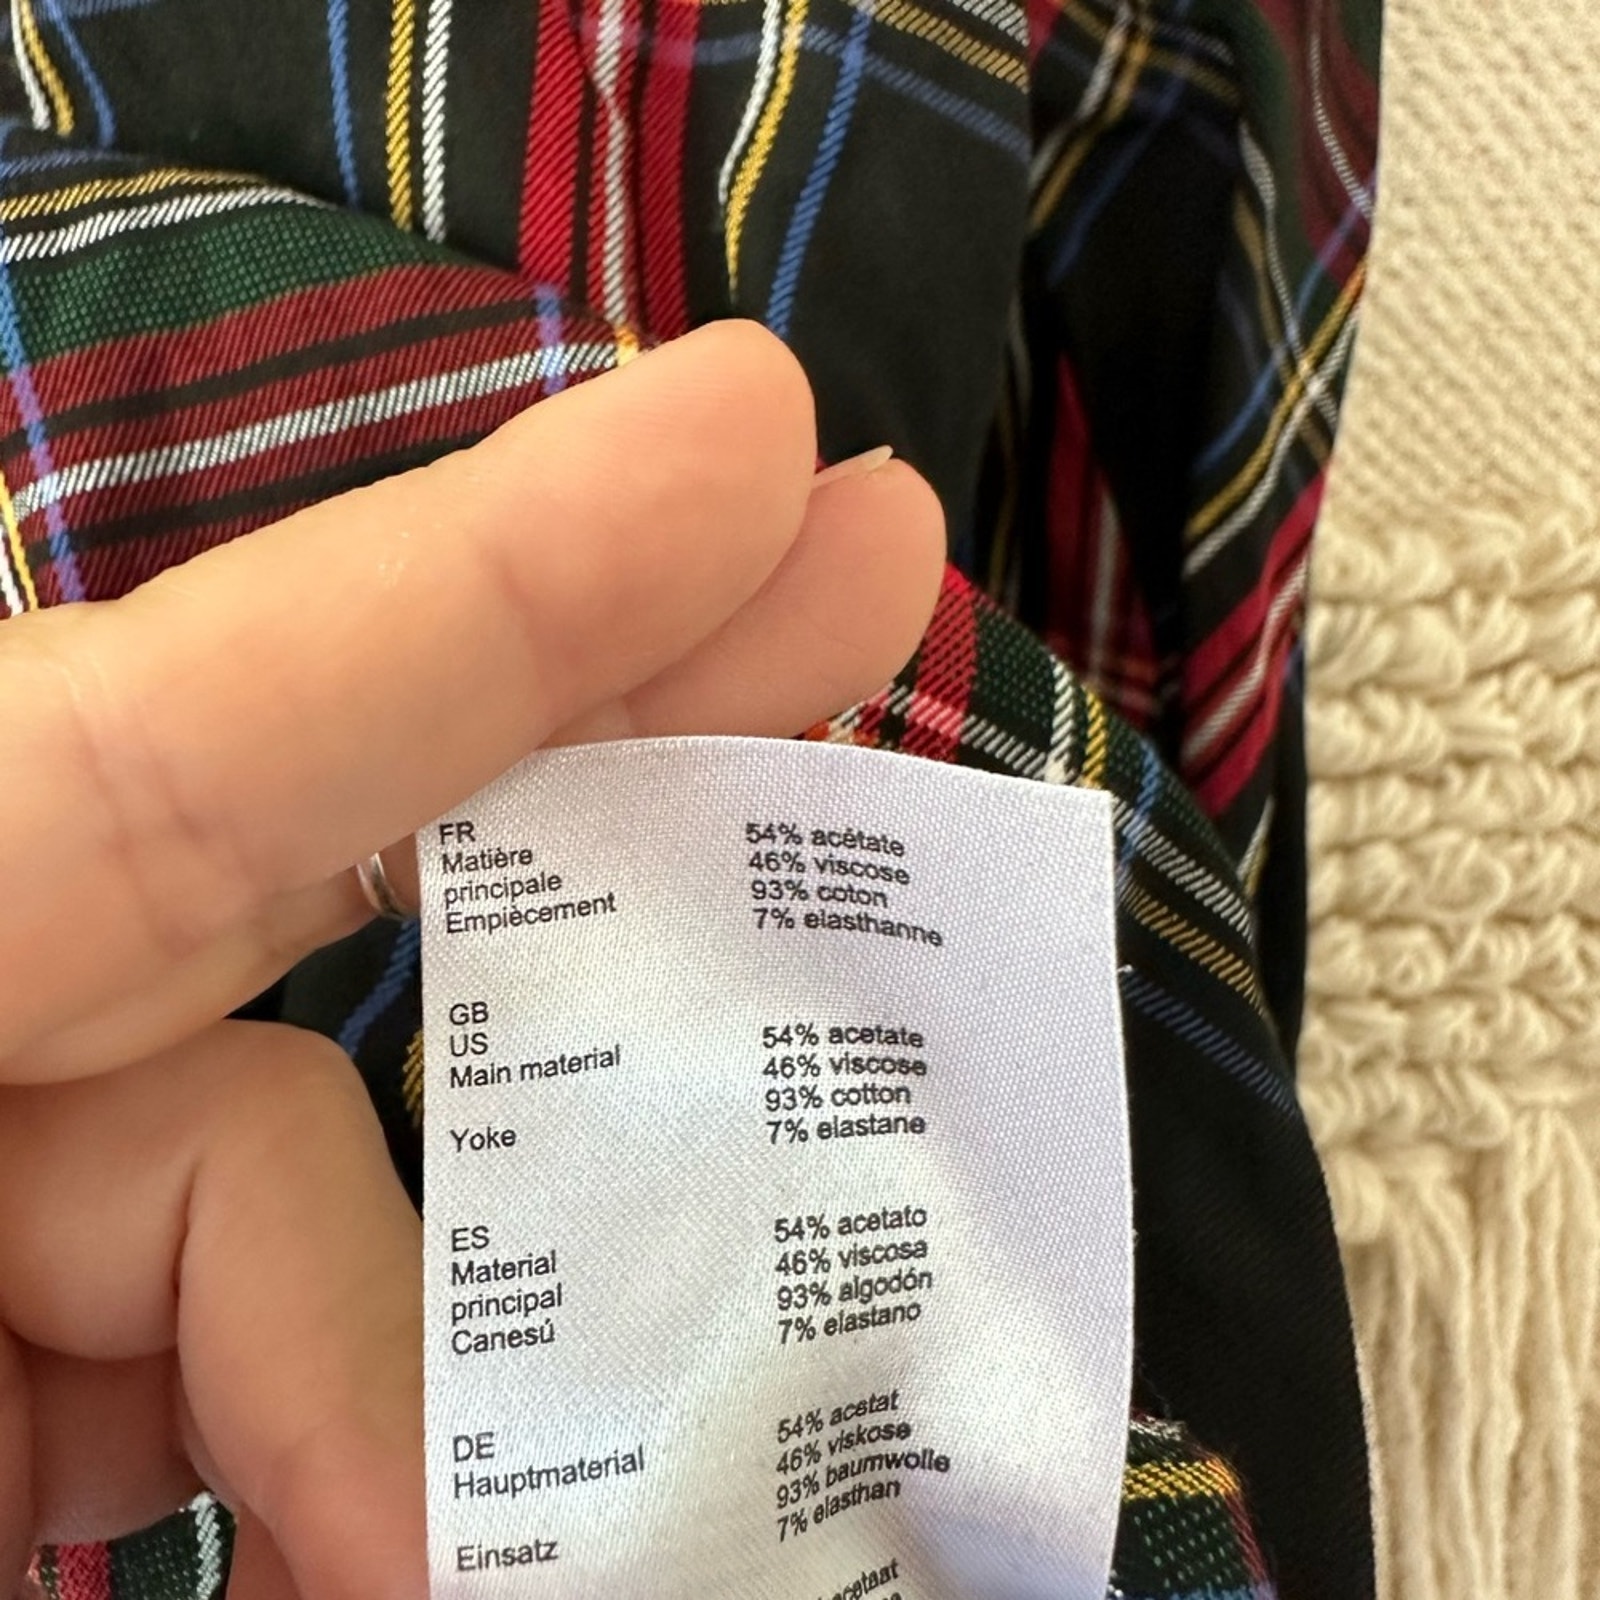 FR
Matière 54% acétate
principale 46% viscose
Empiècement 93% coton
7% elasthanne
GB
US 54% acetate
Main material 46% viscose
93% cotton
Yoke 7% elastane
ES 54% acetato
Material 46% viscosa
principal 93% algodón
Canesú 7% elastano
DE 54% acetat
Hauptmaterial 46% viskose
93% baumwolle
Einsatz 7% elasthan